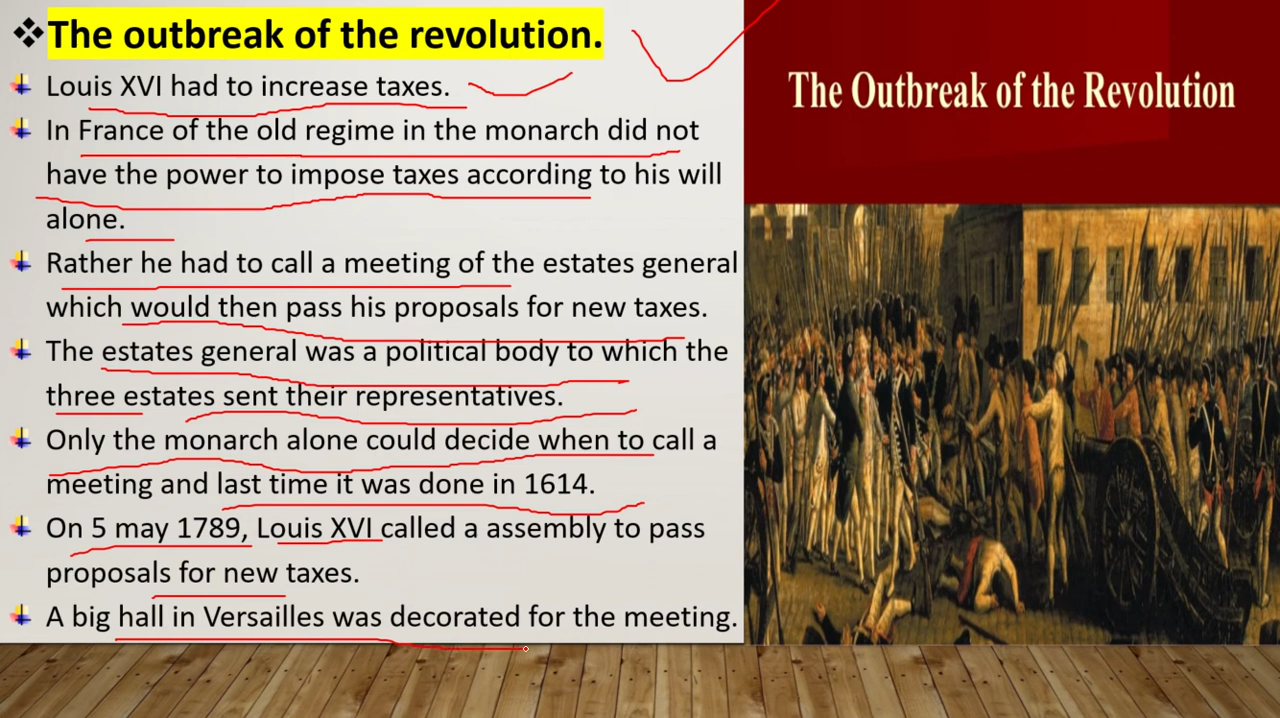 The outbreak of the revolution.
Louis XVI had to increase taxes.
In France of the old regime in the monarch did not
have the power to impose taxes according to his will
alone.
Rather he had to call a meeting of the estates general
which would then pass his proposals for new taxes.
The estates general was a political body to which the
three estates sent their representatives.
Only the monarch alone could decide when to call a
meeting and last time it was done in 1614.
On 5 may 1789, Louis XVI called a assembly to pass
proposals for new taxes.
A big hall in Versailles was decorated for the meeting.
The Outbreak of the Revolution